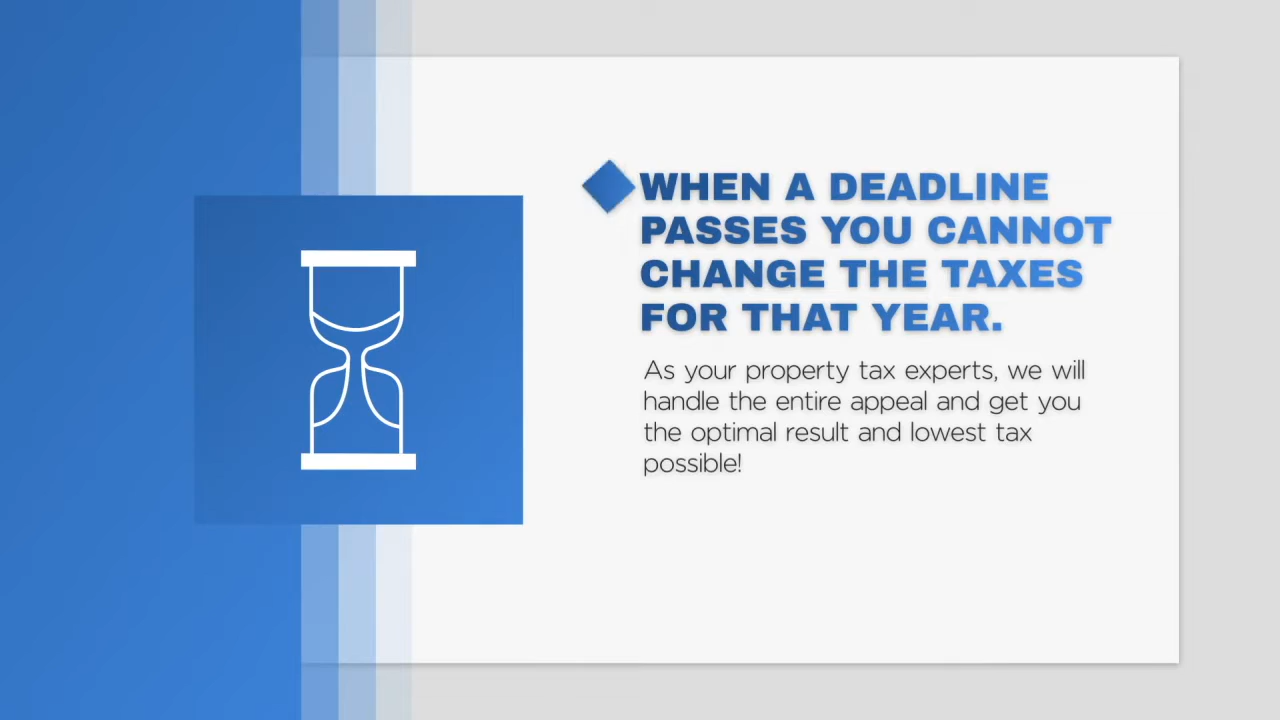 WHEN A DEADLINE
PASSES YOU CANNOT
CHANGE THE TAXES
FOR THAT YEAR.
As your property tax experts, we will
handle the entire appeal and get you
the optimal result and lowest tax
possible!